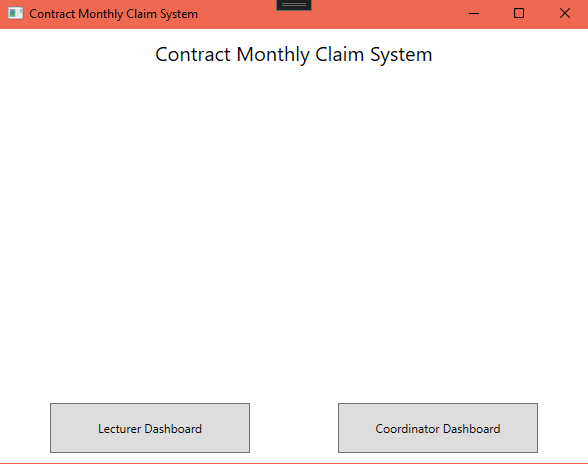 Contract Monthly Claim System
Contract Monthly Claim System
Lecturer Dashboard
Coordinator Dashboard